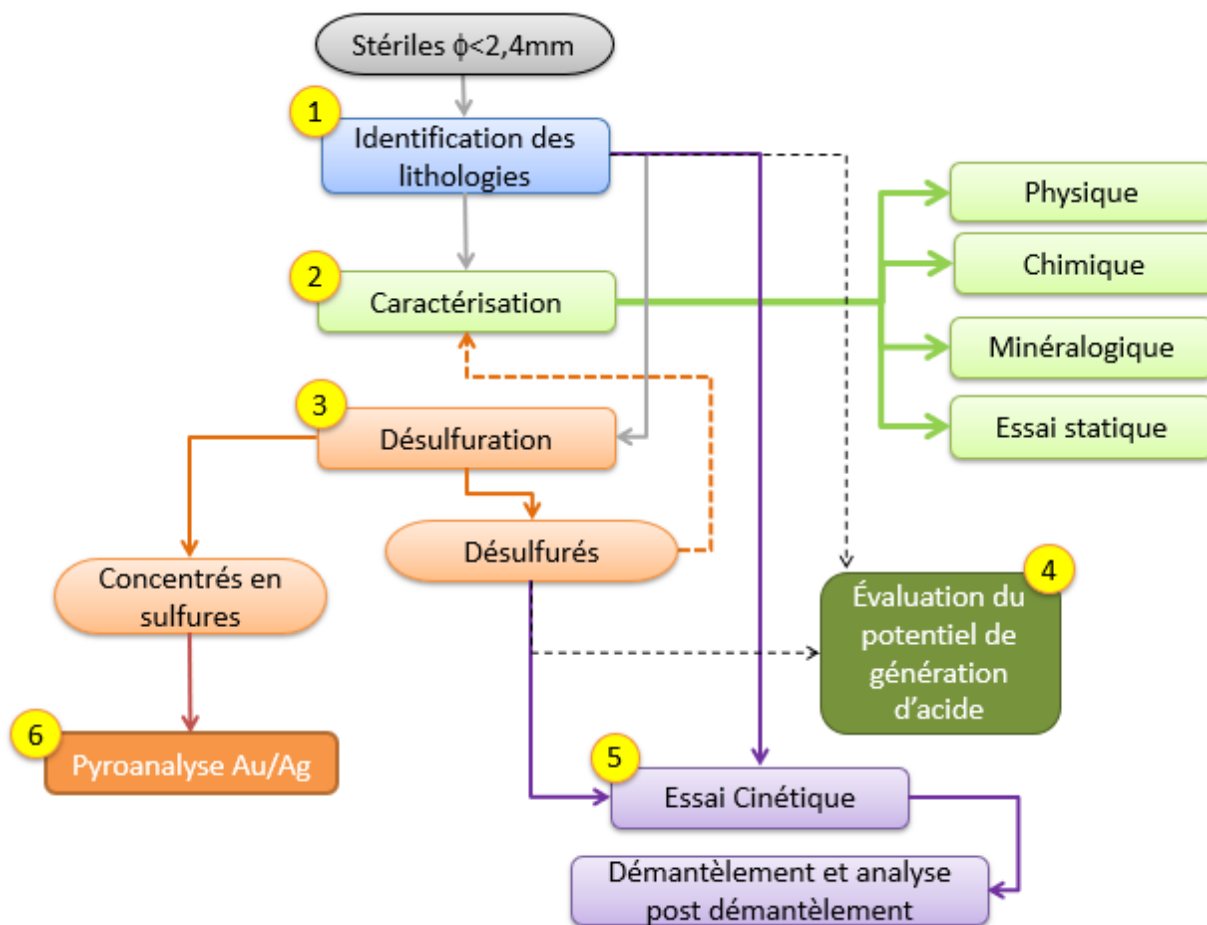 Stériles ϕ<2,4mm
1
Identification des
lithologies
2
Caractérisation
Physique
Chimique
Minéralogique
Essai statique
3
Désulfuration
Désulfurés
Concentrés en
sulfures
4
Évaluation du
potentiel de
génération
d’acide
6
Pyroanalyse Au/Ag
5
Essai Cinétique
Démantèlement et analyse
post démantèlement